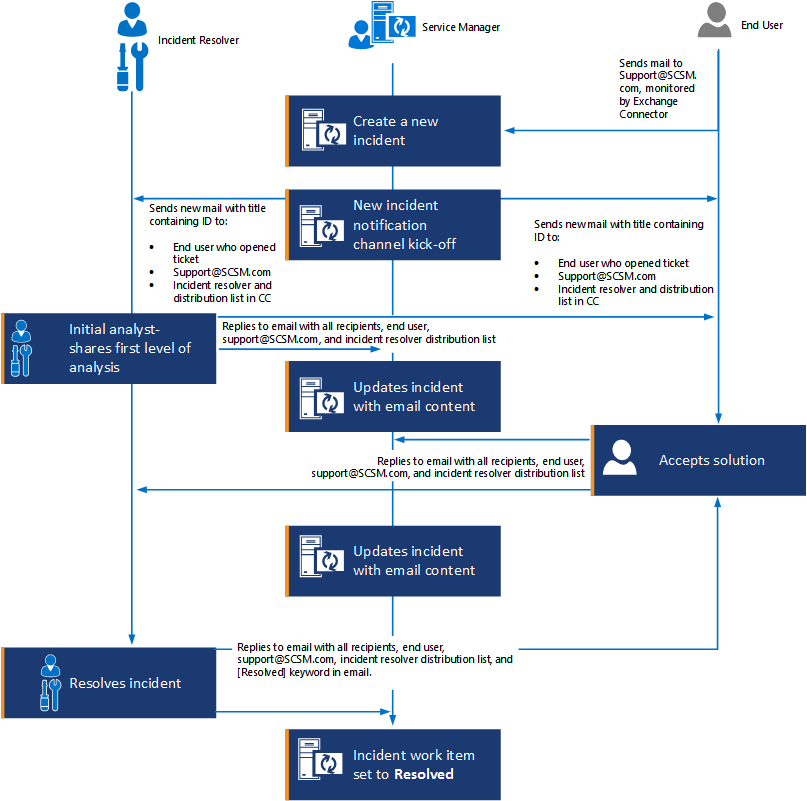 Incident Resolver
Service Manager
End User
Sends mail to
Support@SCSM.
com, monitored
by Exchange
Connector
Create a new
incident
New incident
notification
channel kick-off
Sends new mail with title
containing ID to:
• End user who opened
ticket
• Support@SCSM.com
• Incident resolver and
distribution list in CC
Sends new mail with title containing
ID to:
• End user who opened ticket
• Support@SCSM.com
• Incident resolver and distribution
list in CC
Initial analyst-
shares first level of
analysis
Replies to email with all recipients, end user,
support@SCSM.com, and incident resolver distribution list
Updates incident
with email content
Accepts solution
Replies to email with all recipients, end user,
support@SCSM.com, and incident resolver distribution list
Updates incident
with email content
Resolves incident
Replies to email with all recipients, end user,
support@SCSM.com, incident resolver distribution list, and
[Resolved] keyword in email.
Incident work item
set to Resolved